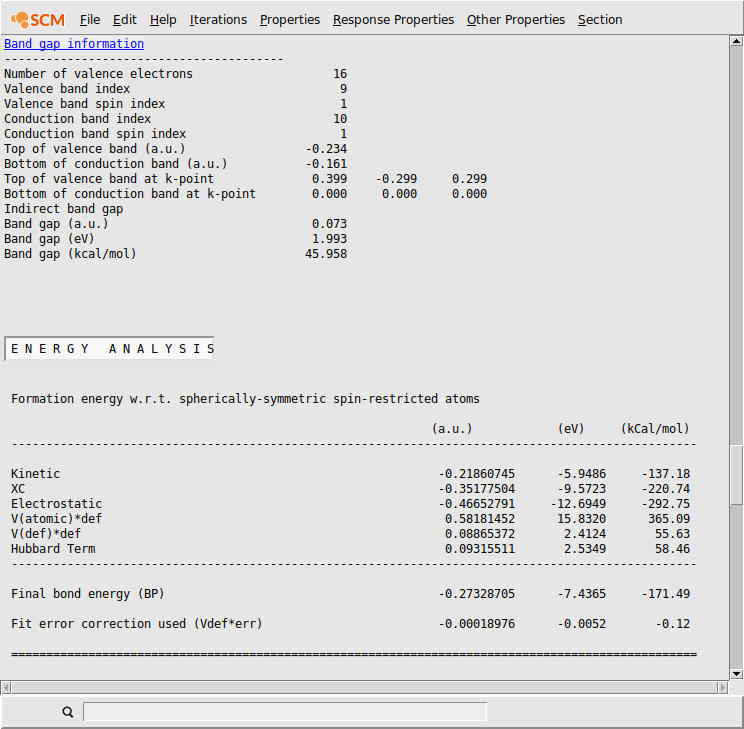 SCM File Edit Help Iterations Properties Response Properties Other Properties Section
Band gap information
----------------------------------------
Number of valence electrons 16
Valence band index 9
Valence band spin index 1
Conduction band index 10
Conduction band spin index 1
Top of valence band (a.u.) -0.234
Bottom of conduction band (a.u.) -0.161
Top of valence band at k-point 0.399 -0.299 0.299
Bottom of conduction band at k-point 0.000 0.000 0.000
Indirect band gap
Band gap (a.u.) 0.073
Band gap (eV) 1.993
Band gap (kcal/mol) 45.958
E N E R G Y   A N A L Y S I S
Formation energy w.r.t. spherically-symmetric spin-restricted atoms
(a.u.) (eV) (kCal/mol)
--------------------------------------------------------------------------------------------------
Kinetic -0.21860745 -5.9486 -137.18
XC -0.35177504 -9.5723 -220.74
Electrostatic -0.46652791 -12.6949 -292.75
V(atomic)*def 0.58181452 15.8320 365.09
V(def)*def 0.08865372 2.4124 55.63
Hubbard Term 0.09315511 2.5349 58.46
--------------------------------------------------------------------------------------------------
Final bond energy (BP) -0.27328705 -7.4365 -171.49
Fit error correction used (Vdef*err) -0.00018976 -0.0052 -0.12
==================================================================================================